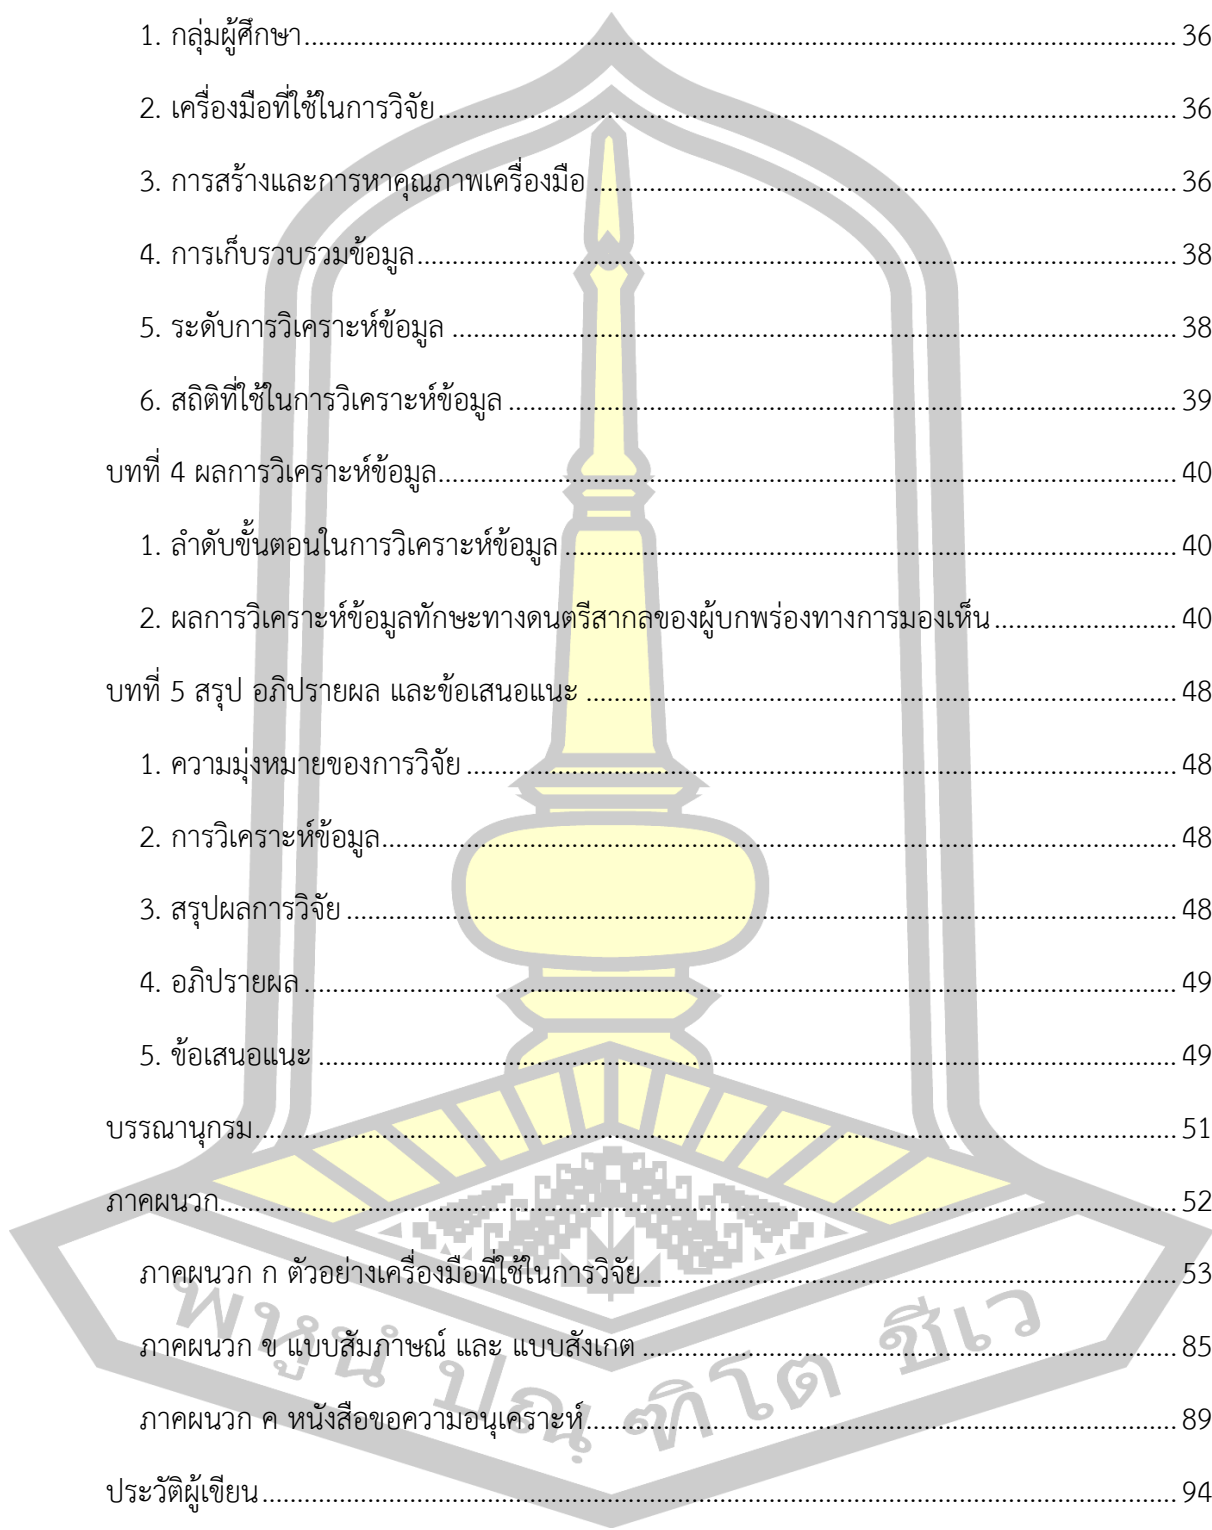 1. กลุ่มผู้ศึกษา.......... 36
2. เครื่องมือที่ใช้ในการวิจัย.......... 36
3. การสร้างและการหาคุณภาพเครื่องมือ.......... 36
4. การเก็บรวบรวมข้อมูล.......... 38
5. ระดับการวิเคราะห์ข้อมูล.......... 38
6. สถิติที่ใช้ในการวิเคราะห์ข้อมูล.......... 39
บทที่ 4 ผลการวิเคราะห์ข้อมูล.......... 40
1. ลำดับขั้นตอนในการวิเคราะห์ข้อมูล.......... 40
2. ผลการวิเคราะห์ข้อมูลทักษะทางดนตรีสากลของผู้บกพร่องทางการมองเห็น.......... 40
บทที่ 5 สรุป อภิปรายผล และข้อเสนอแนะ.......... 48
1. ความมุ่งหมายของการวิจัย.......... 48
2. การวิเคราะห์ข้อมูล.......... 48
3. สรุปผลการวิจัย.......... 48
4. อภิปรายผล.......... 49
5. ข้อเสนอแนะ.......... 49
บรรณานุกรม.......... 51
ภาคผนวก.......... 52
ภาคผนวก ก ตัวอย่างเครื่องมือที่ใช้ในการวิจัย.......... 53
ภาคผนวก ข แบบสัมภาษณ์ และ แบบสังเกต.......... 85
ภาคผนวก ค หนังสือขอความอนุเคราะห์.......... 89
ประวัติผู้เขียน.......... 94
พหูนํ ปณฺฑิโต ชีเว